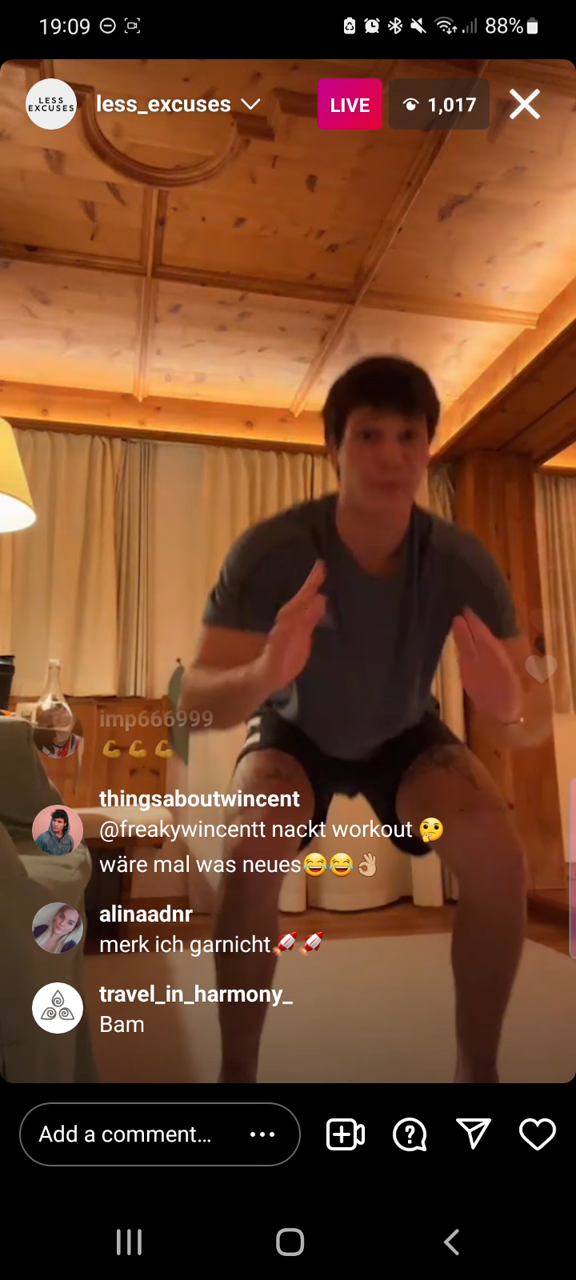 19:09 88%
LESS
EXCUSES
less_excuses LIVE 1,017
imp666999
💪💪💪
thingsaboutwincent
@freakywincentt nackt workout 🤔
wäre mal was neues😂😂👌🏼
alinaadnr
merk ich garnicht🚀🚀
travel_in_harmony_
Bam
Add a comment...